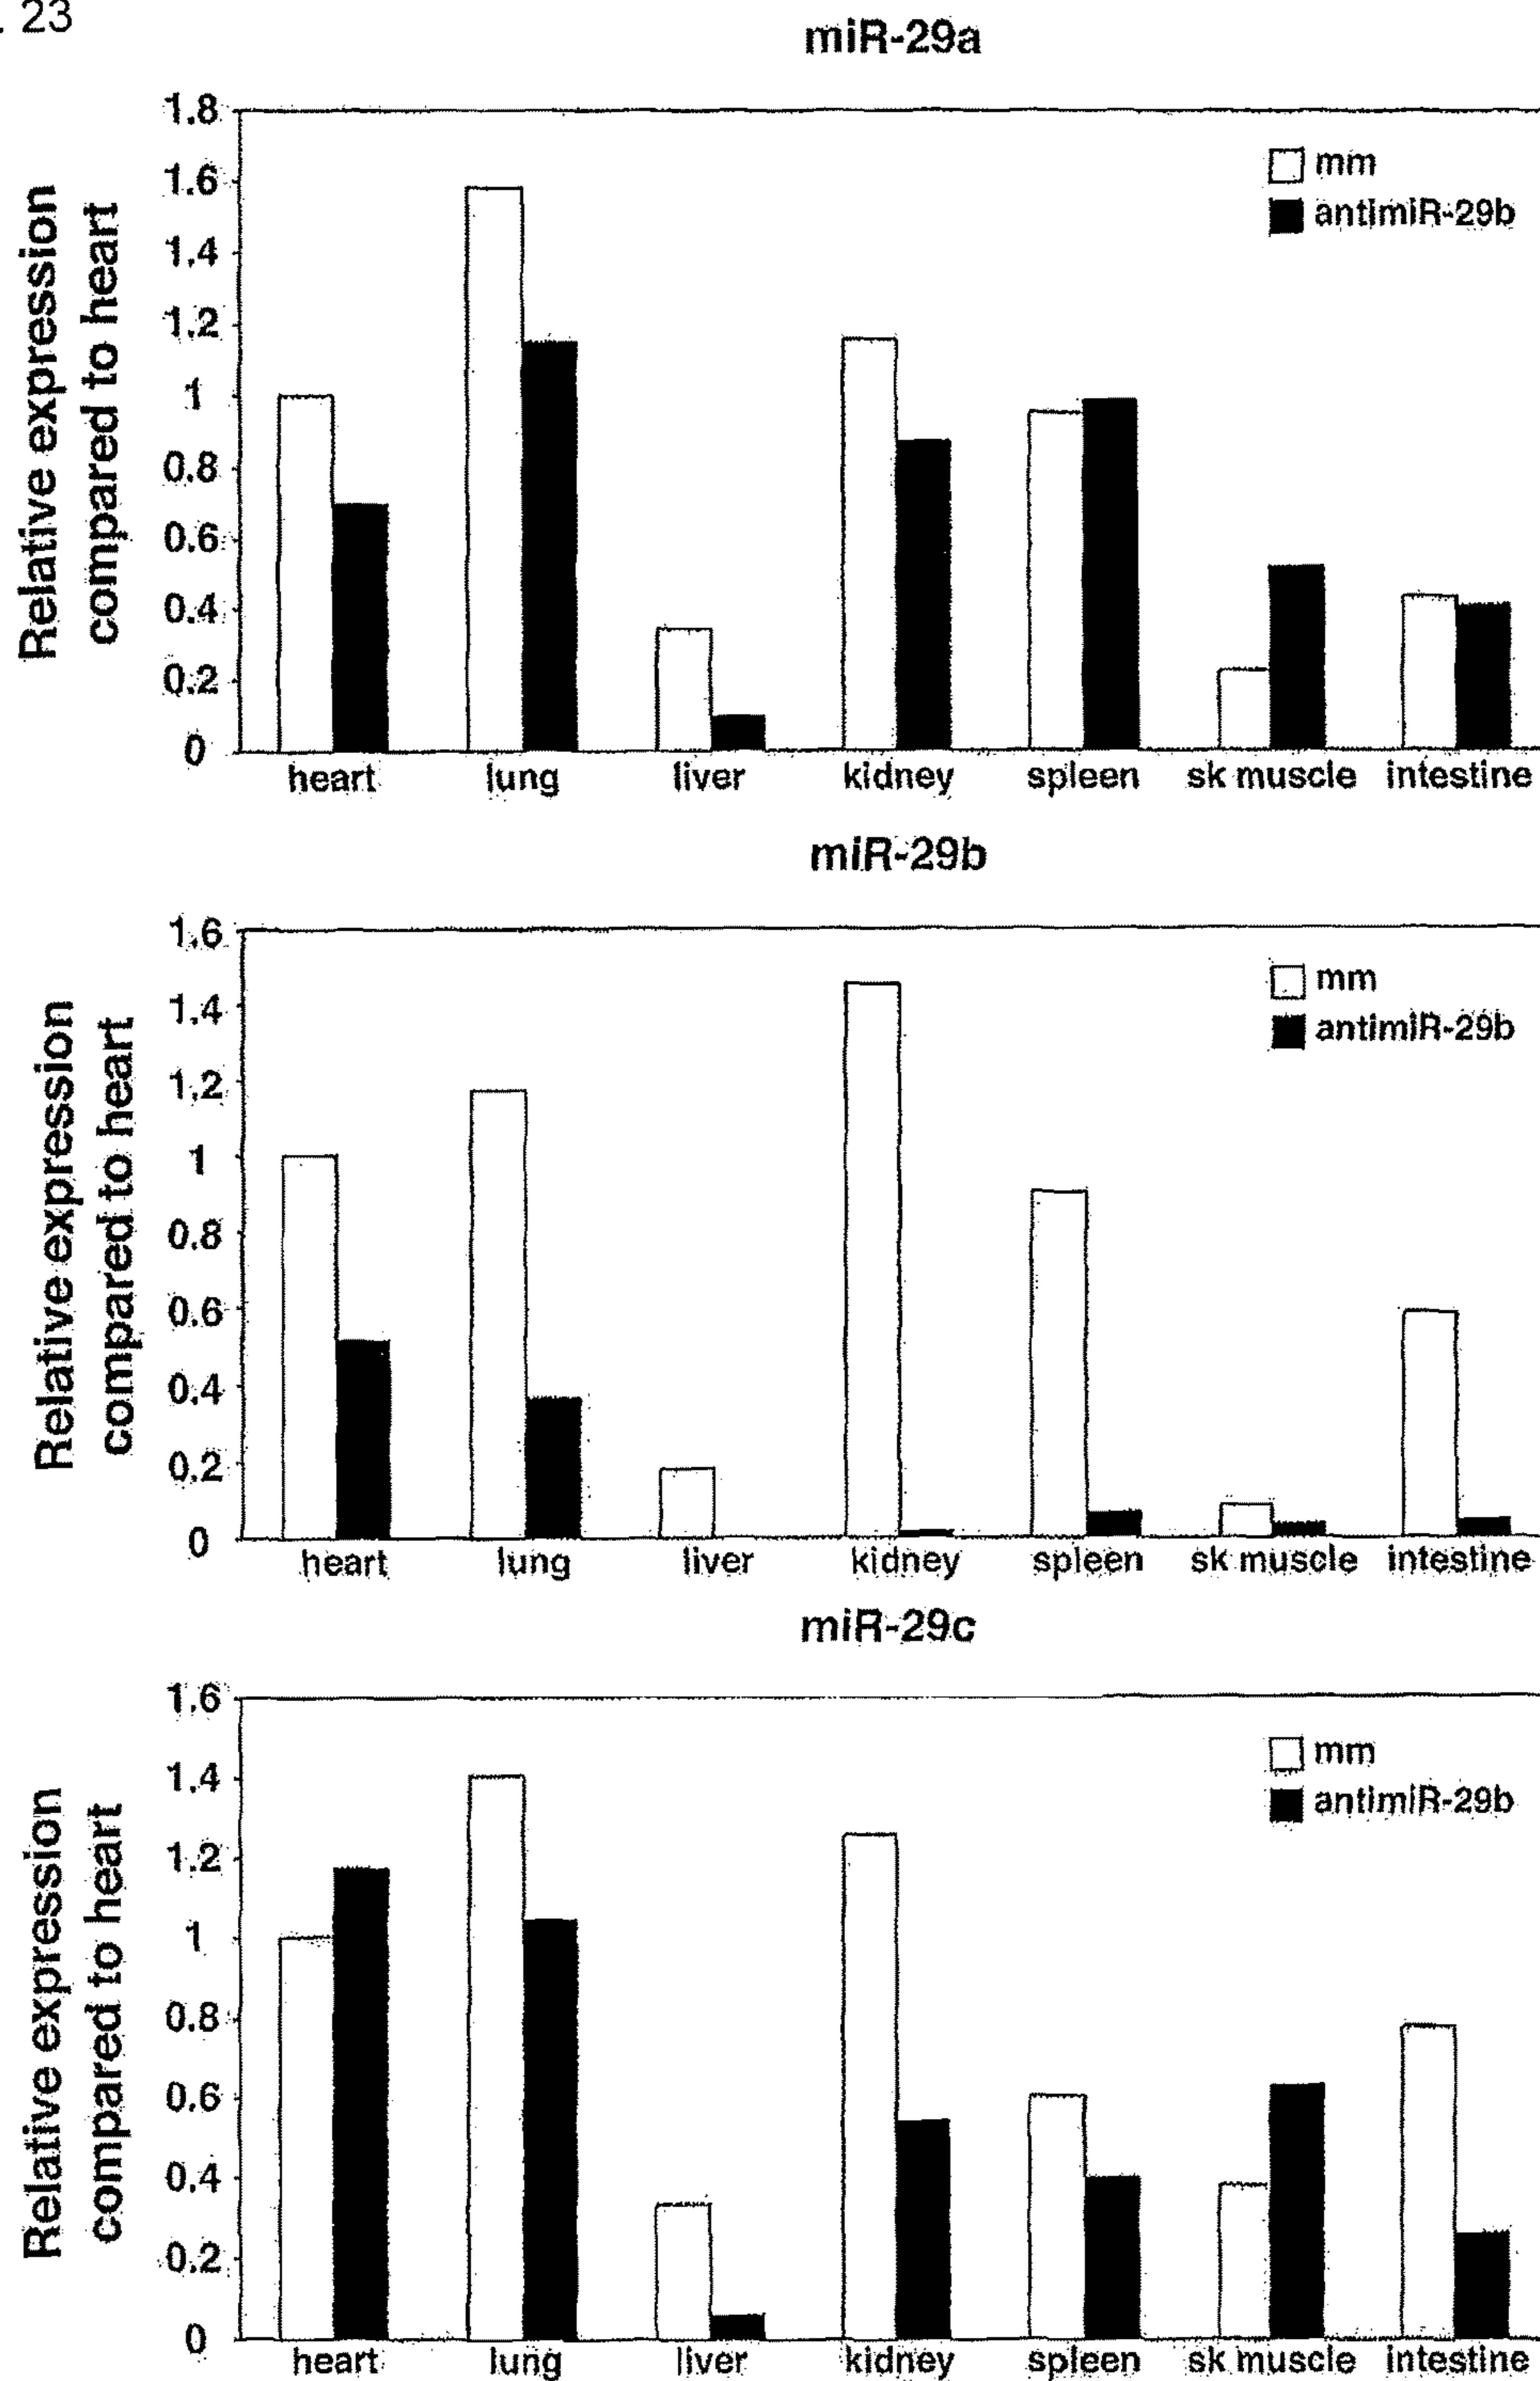 . 23
miR-29a
Relative expression
compared to heart
1.8
1.6
1.4
1.2
1
0.8
0.6
0.4
0.2
0
mm
antimiR-29b
heart lung liver kidney spleen sk muscle intestine
miR-29b
Relative expression
compared to heart
1.6
1.4
1.2
1
0.8
0.6
0.4
0.2
0
mm
antimiR-29b
heart lung liver kidney spleen sk muscle intestine
miR-29c
Relative expression
compared to heart
1.6
1.4
1.2
1
0.8
0.6
0.4
0.2
0
mm
antimiR-29b
heart lung liver kidney spleen sk muscle intestine